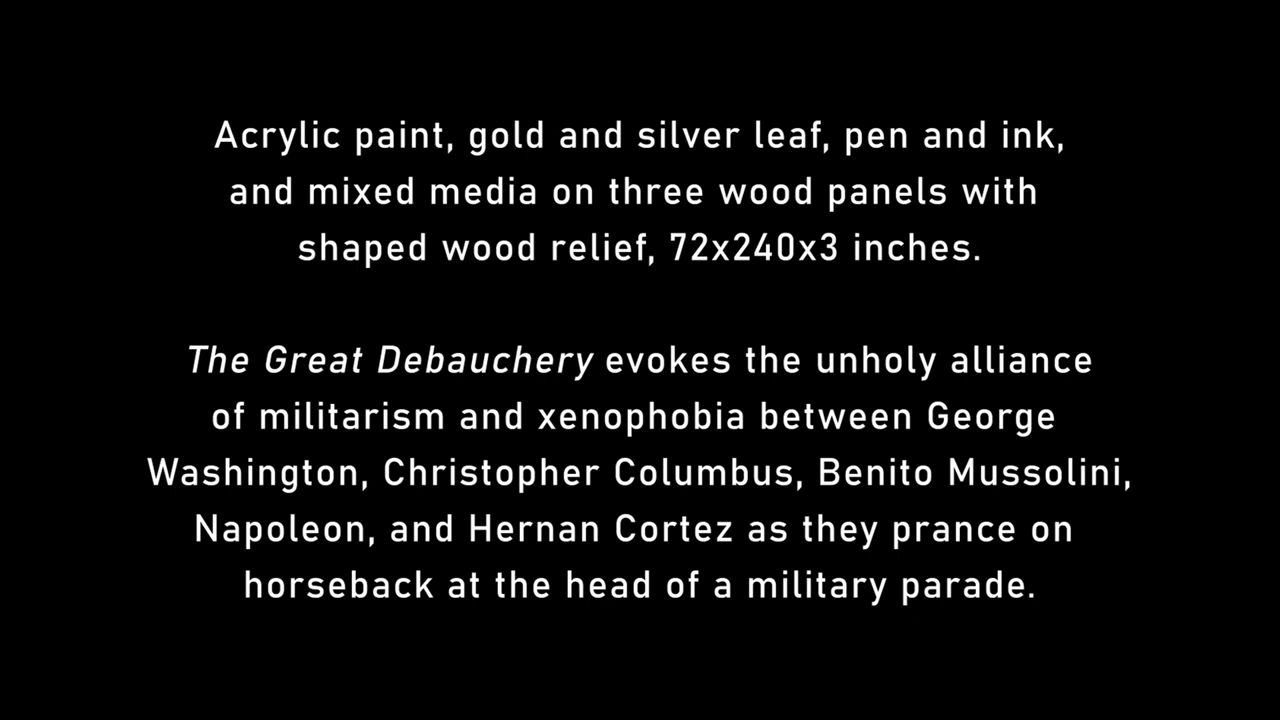 Acrylic paint, gold and silver leaf, pen and ink,
and mixed media on three wood panels with
shaped wood relief, 72x240x3 inches.
The Great Debauchery evokes the unholy alliance
of militarism and xenophobia between George
Washington, Christopher Columbus, Benito Mussolini,
Napoleon, and Hernan Cortez as they prance on
horseback at the head of a military parade.